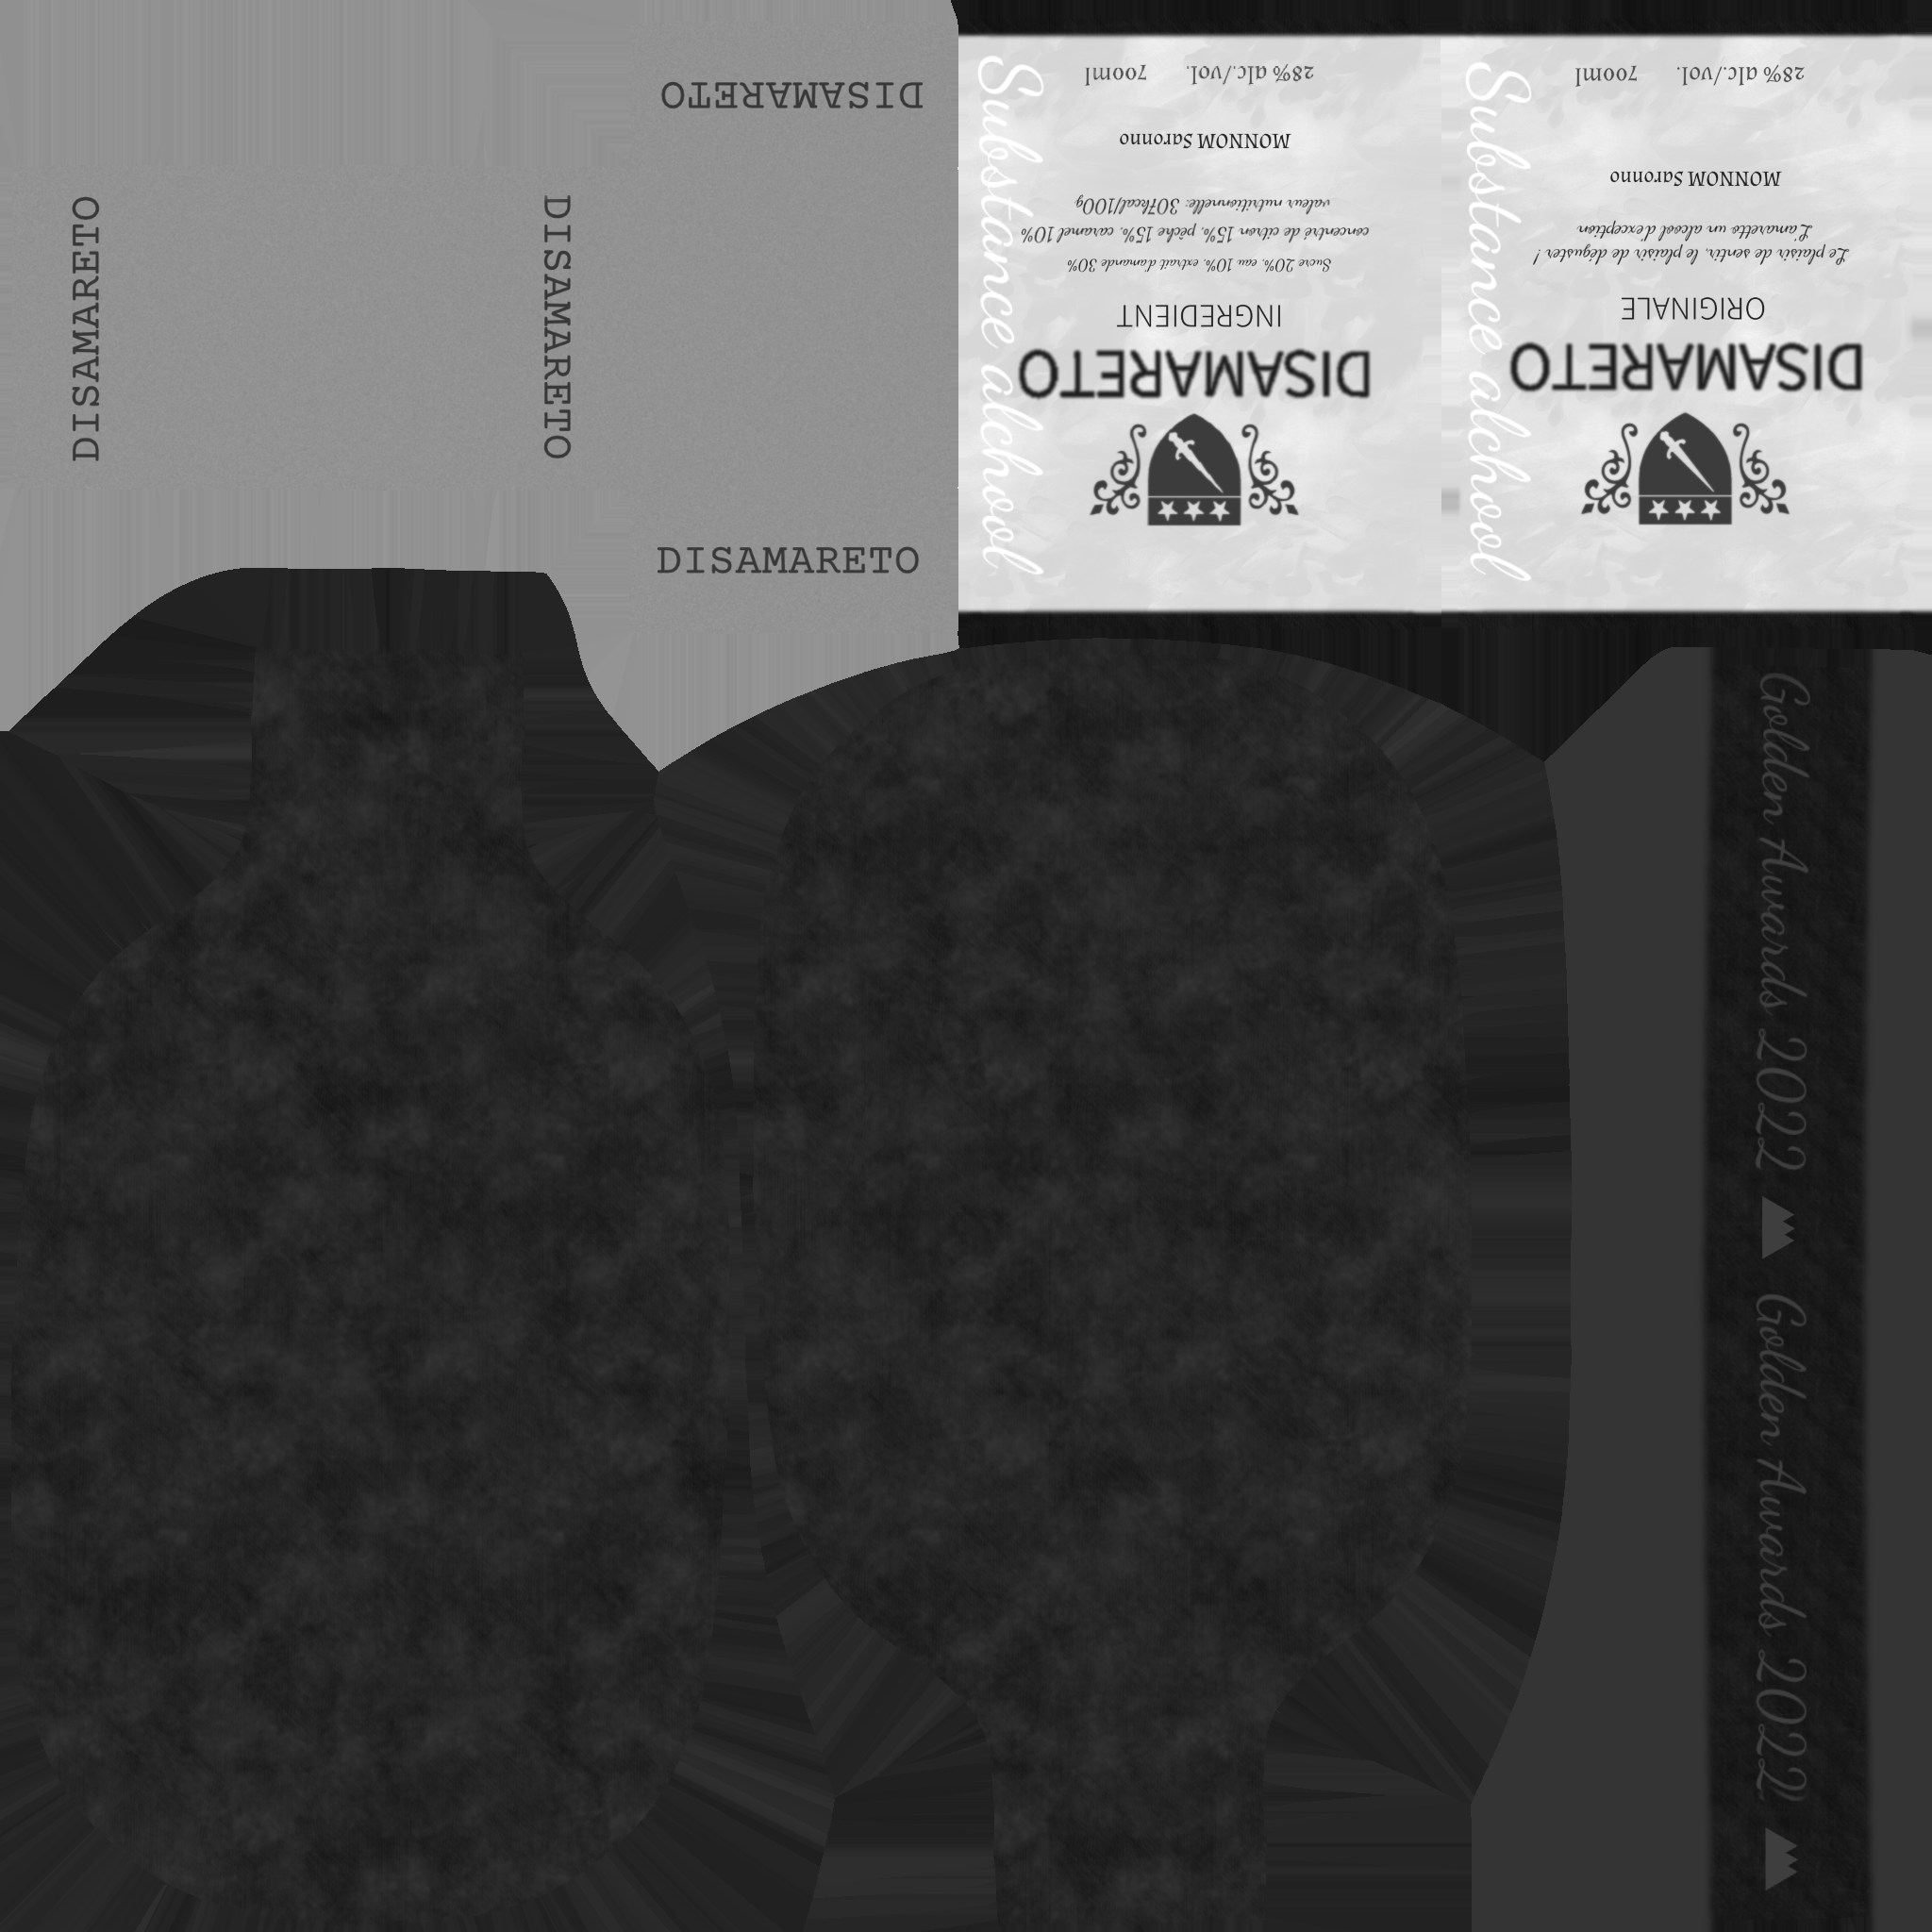 DISAMARETO
DISAMARETO
DISAMARETO
DISAMARETO
Substance alchool
DISAMARETO
INGREDIENT
Sucre 20%, eau 10%, extrait d'amande 30%
concentré de citron 15%, pêche 15%, caramel 10%
valeur nutritionnelle: 307kcal/100g
MONNOM Saronno
28% alc./vol. 700ml
Substance alchool
DISAMARETO
ORIGINALE
Le plaisir de sentir, le plaisir de déguster !
L'amaretto un alcool d'exception
MONNOM Saronno
28% alc./vol. 700ml
Golden Awards 2022 Golden Awards 2022